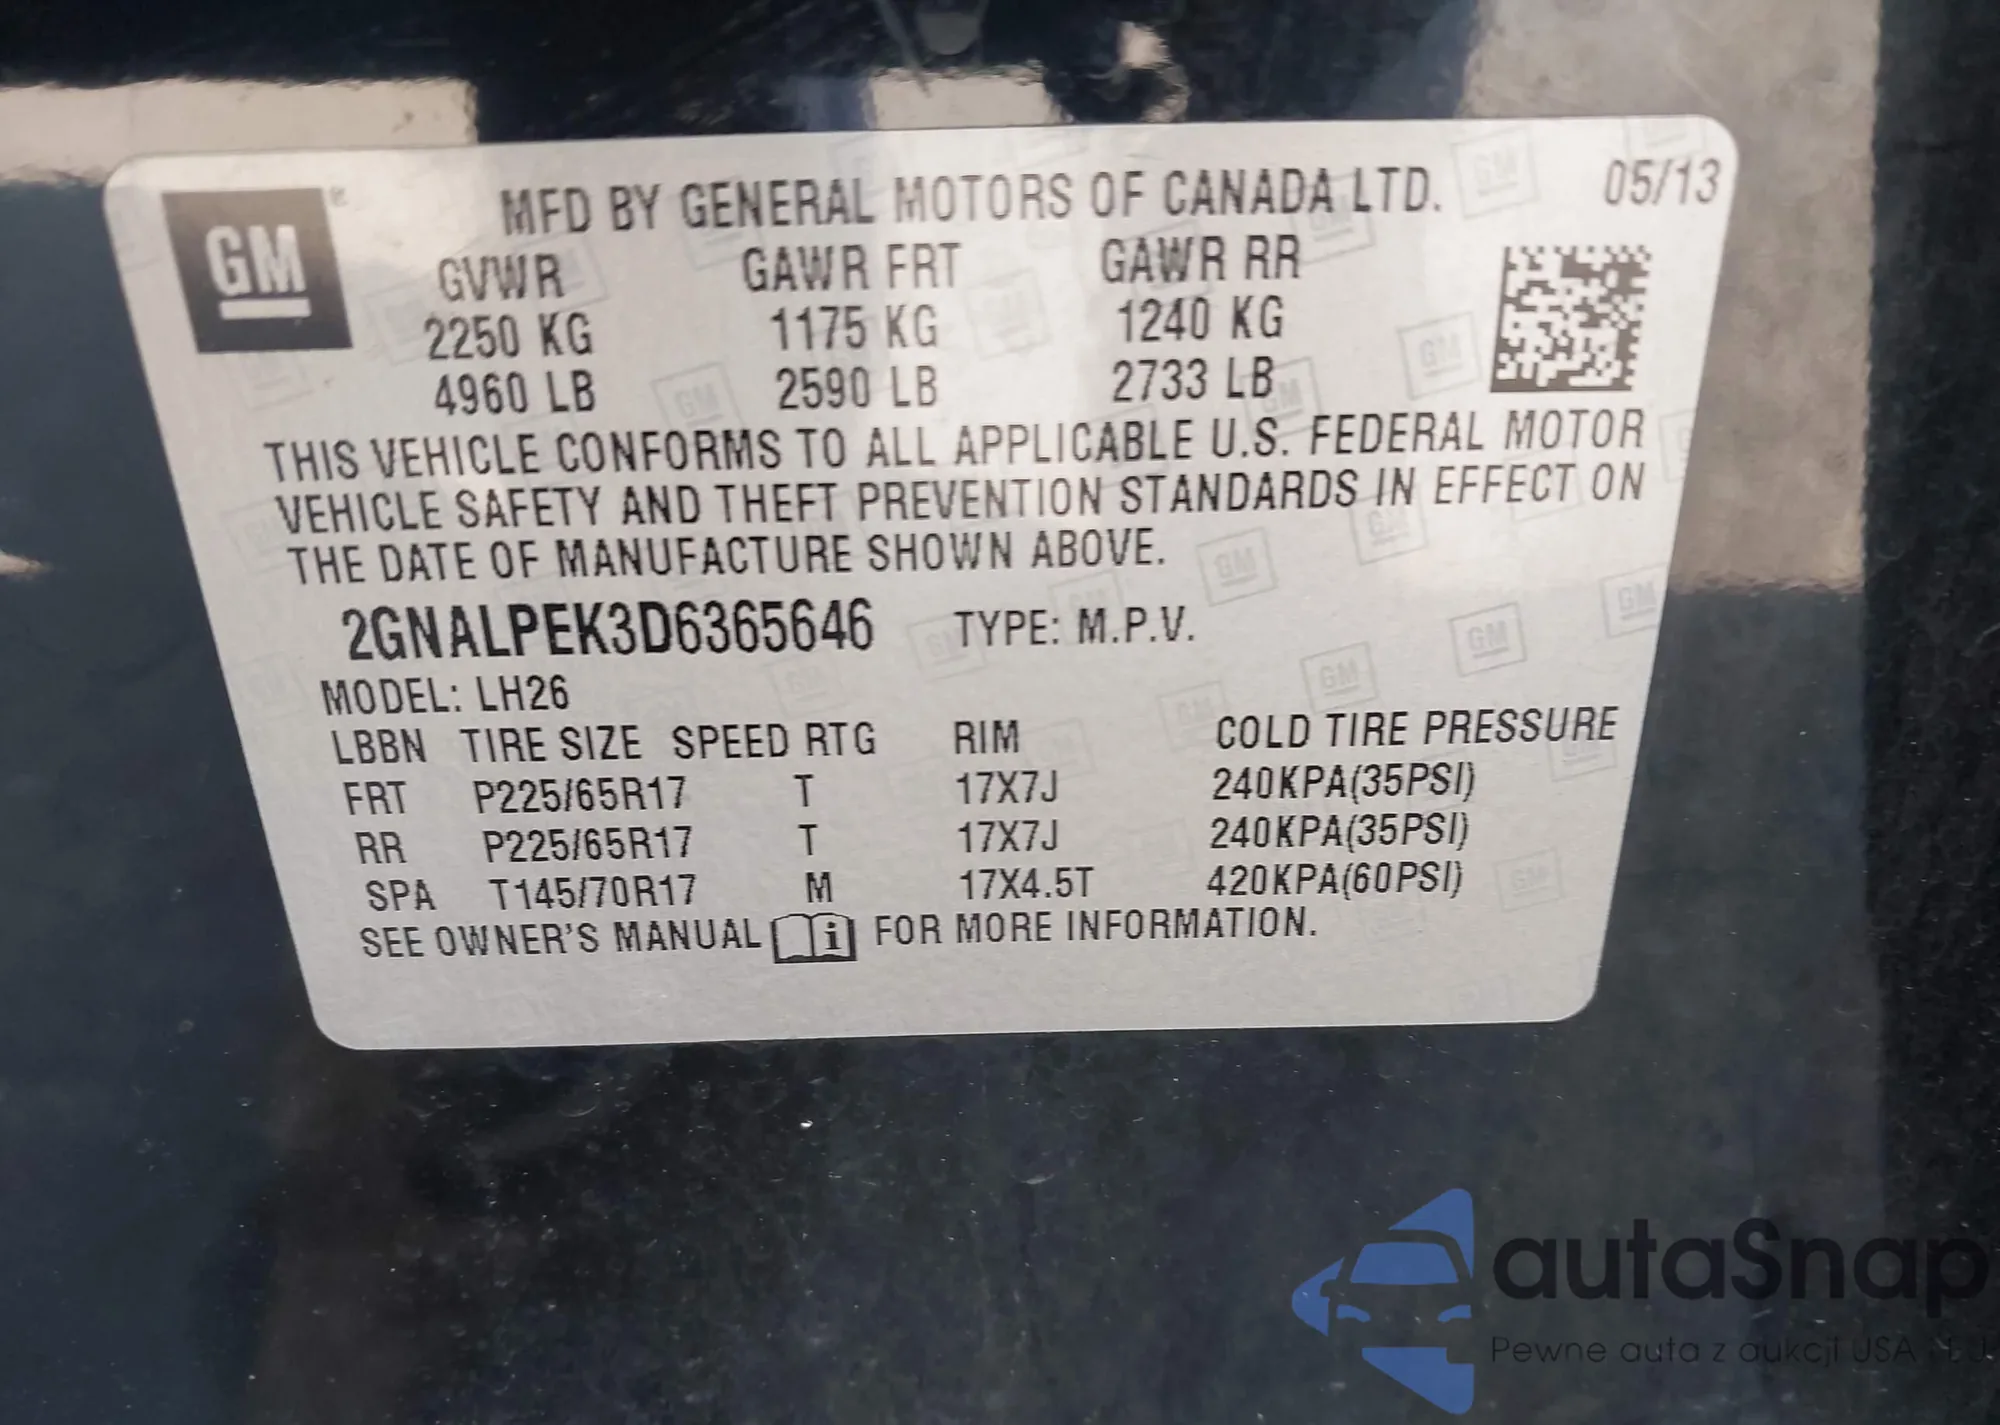 GM
MFD BY GENERAL MOTORS OF CANADA LTD. 05/13
GVWR GAWR FRT GAWR RR
2250 KG 1175 KG 1240 KG
4960 LB 2590 LB 2733 LB
THIS VEHICLE CONFORMS TO ALL APPLICABLE U.S. FEDERAL MOTOR
VEHICLE SAFETY AND THEFT PREVENTION STANDARDS IN EFFECT ON
THE DATE OF MANUFACTURE SHOWN ABOVE.
2GNALPEK3D6365646 TYPE: M.P.V.
MODEL: LH26
LBBN TIRE SIZE SPEED RTG RIM COLD TIRE PRESSURE
FRT P225/65R17 T 17X7J 240KPA(35PSI)
RR P225/65R17 T 17X7J 240KPA(35PSI)
SPA T145/70R17 M 17X4.5T 420KPA(60PSI)
SEE OWNER'S MANUAL i FOR MORE INFORMATION.
autaSnap
Pewne auta z aukcji USA